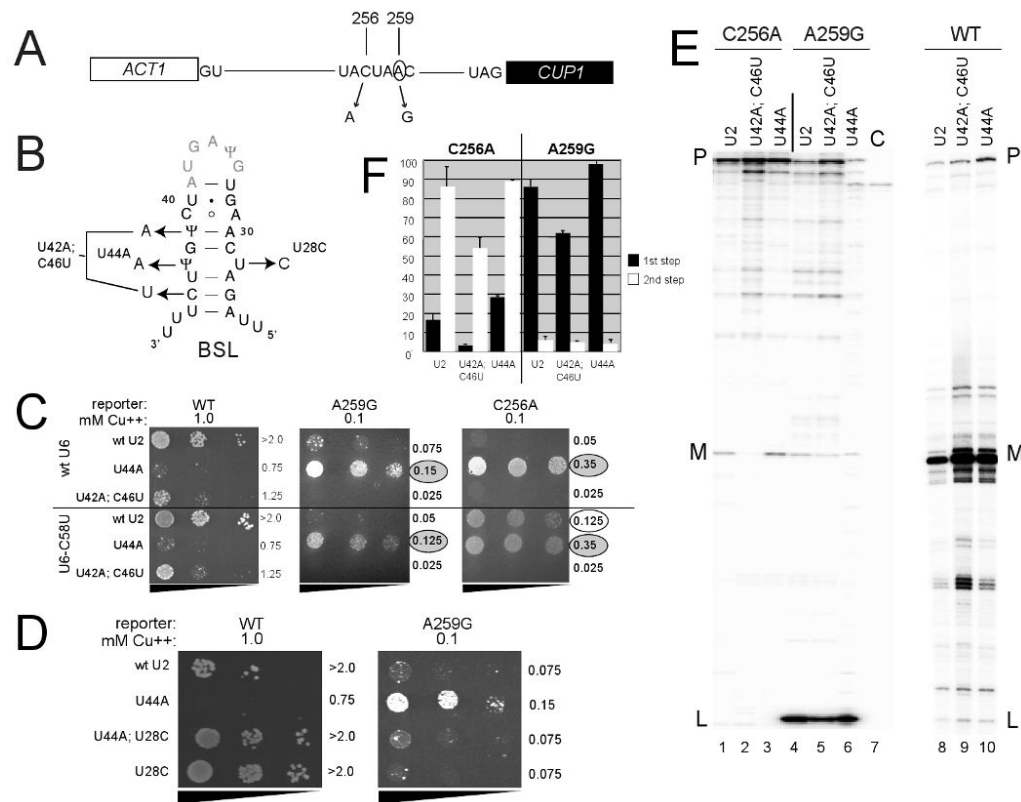 A
256 259
ACT1 GU UACUAAC UAG CUP1
A G
B
G A Ψ
U G
A U
40 U G
C A
A Ψ A 30
U42A; C46U
U44A A Ψ C
G U C U28C
U U A
C G
U A
U U
U U
3' 5'
BSL
F
C256A A259G
100
90
80
70
60
50
40
30
20
10
0
U2 U42A; C46U U44A U2 U42A; C46U U44A
1st step
2nd step
E
C256A A259G WT
U2 U42A; C46U U44A U2 U42A; C46U U44A C U2 U42A; C46U U44A
P P
M M
L L
1 2 3 4 5 6 7 8 9 10
C
reporter: WT A259G C256A
mM Cu++: 1.0 0.1 0.1
wt U6
wt U2 >2.0 0.075 0.05
U44A 0.75 0.15 0.35
U42A; C46U 1.25 0.025 0.025
U6-C58U
wt U2 >2.0 0.05 0.125
U44A 0.75 0.125 0.35
U42A; C46U 1.25 0.025 0.025
D
reporter: WT A259G
mM Cu++: 1.0 0.1
wt U2 >2.0 0.075
U44A 0.75 0.15
U44A; U28C >2.0 0.075
U28C >2.0 0.075